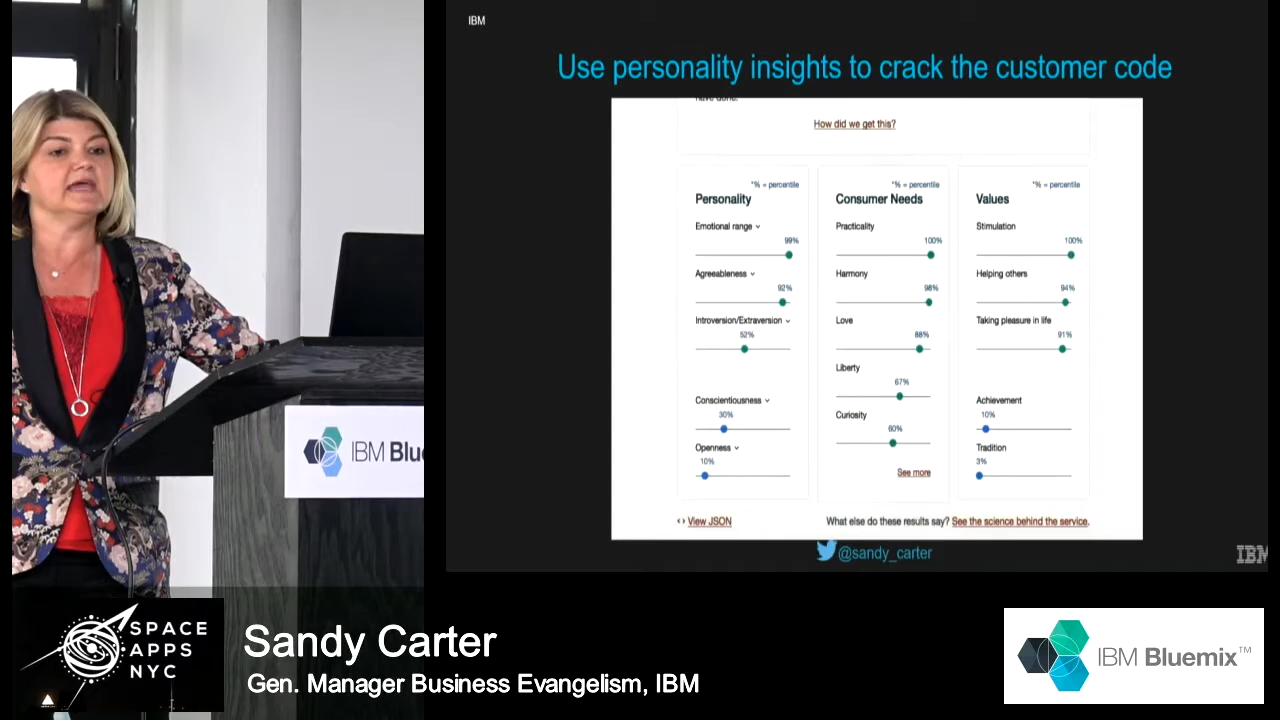 IBM
Use personality insights to crack the customer code
have done.
How did we get this?
*% = percentile
Personality
Emotional range
99%
Agreeableness
92%
Introversion/Extraversion
52%
Conscientiousness
30%
Openness
10%
*% = percentile
Consumer Needs
Practicality
100%
Harmony
98%
Love
88%
Liberty
67%
Curiosity
60%
See more
*% = percentile
Values
Stimulation
100%
Helping others
94%
Taking pleasure in life
91%
Achievement
10%
Tradition
3%
<> View JSON
What else do these results say? See the science behind the service.
@sandy_carter
IBM
IBM Blu
SPACE
APPS
NYC
Sandy Carter
Gen. Manager Business Evangelism, IBM
IBM Bluemix™